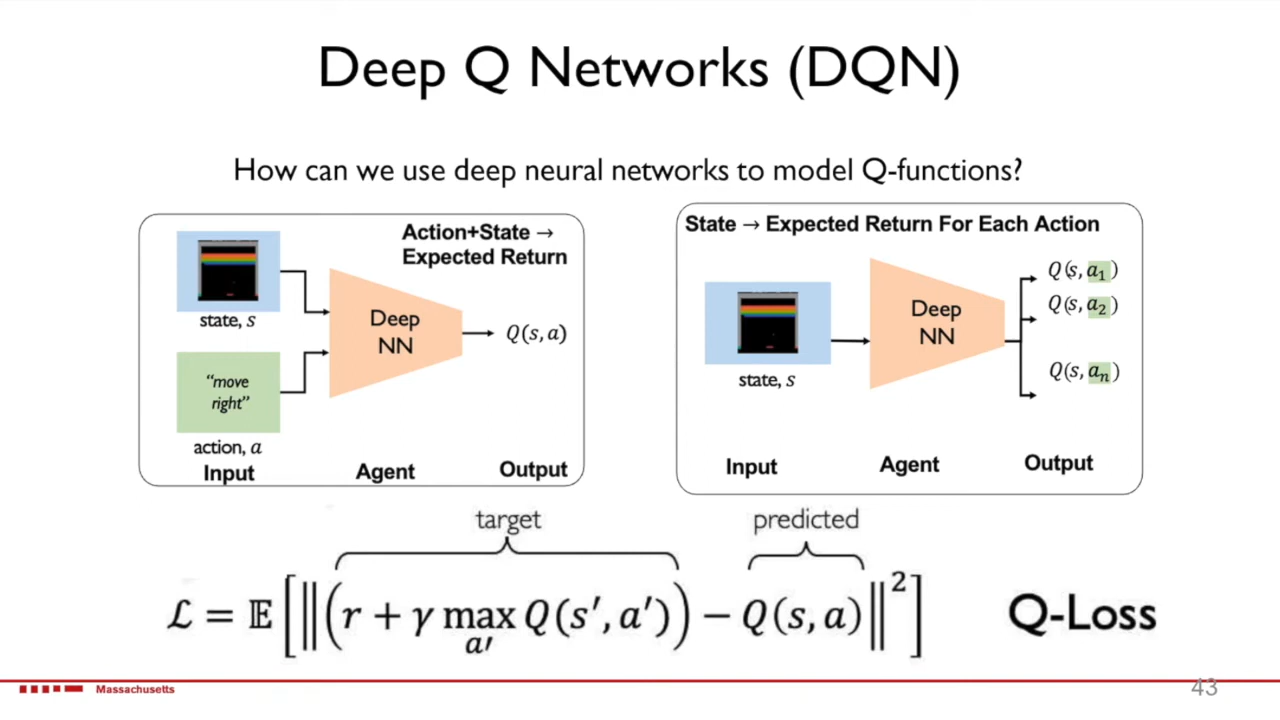 Deep Q Networks (DQN)
How can we use deep neural networks to model Q-functions?
Action+State →
Expected Return
state, s
"move
right"
action, a
Deep
NN
Q(s, a)
Input
Agent
Output
State → Expected Return For Each Action
state, s
Deep
NN
Q(s, a₁)
Q(s, a₂)
Q(s, aₙ)
Input
Agent
Output
target
predicted
ℒ = 𝔼[‖(r + γ max_{a′} Q(s′, a′)) − Q(s, a)‖²]
Q-Loss
Massachusetts
43